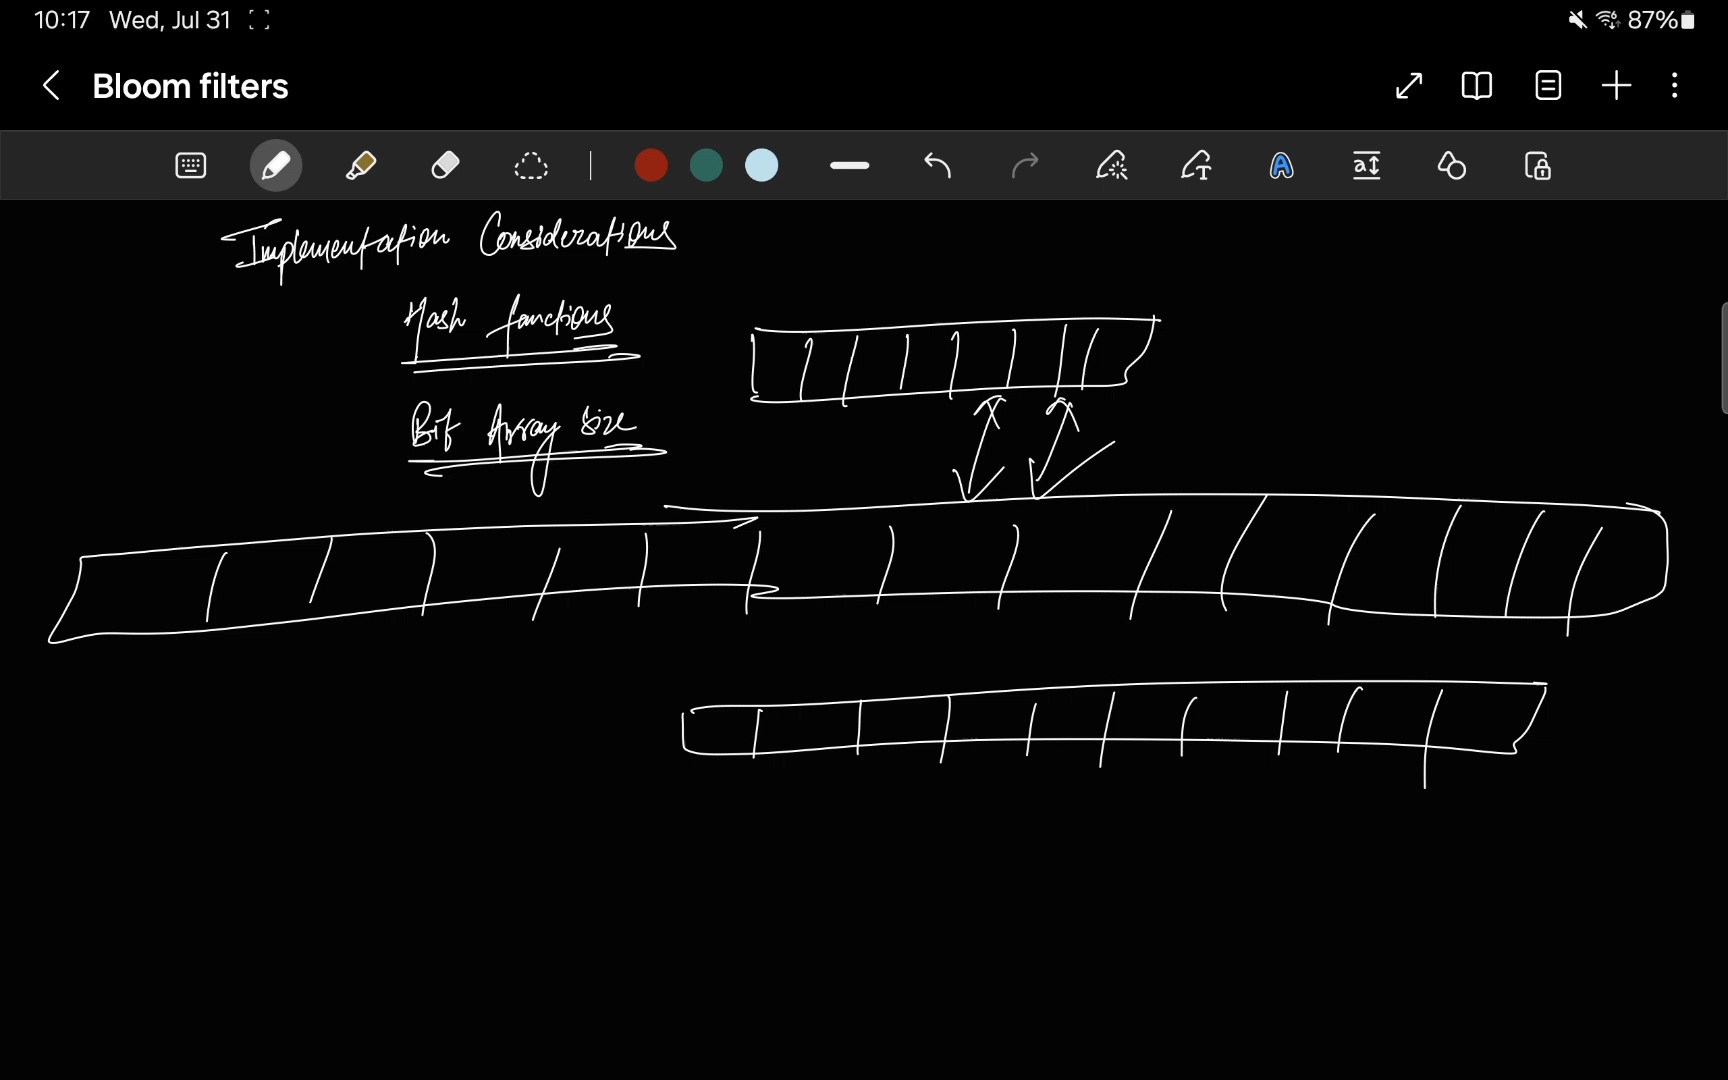 10:17 Wed, Jul 31 87%
Bloom filters
Implementation Considerations
Hash functions
Bit Array Size